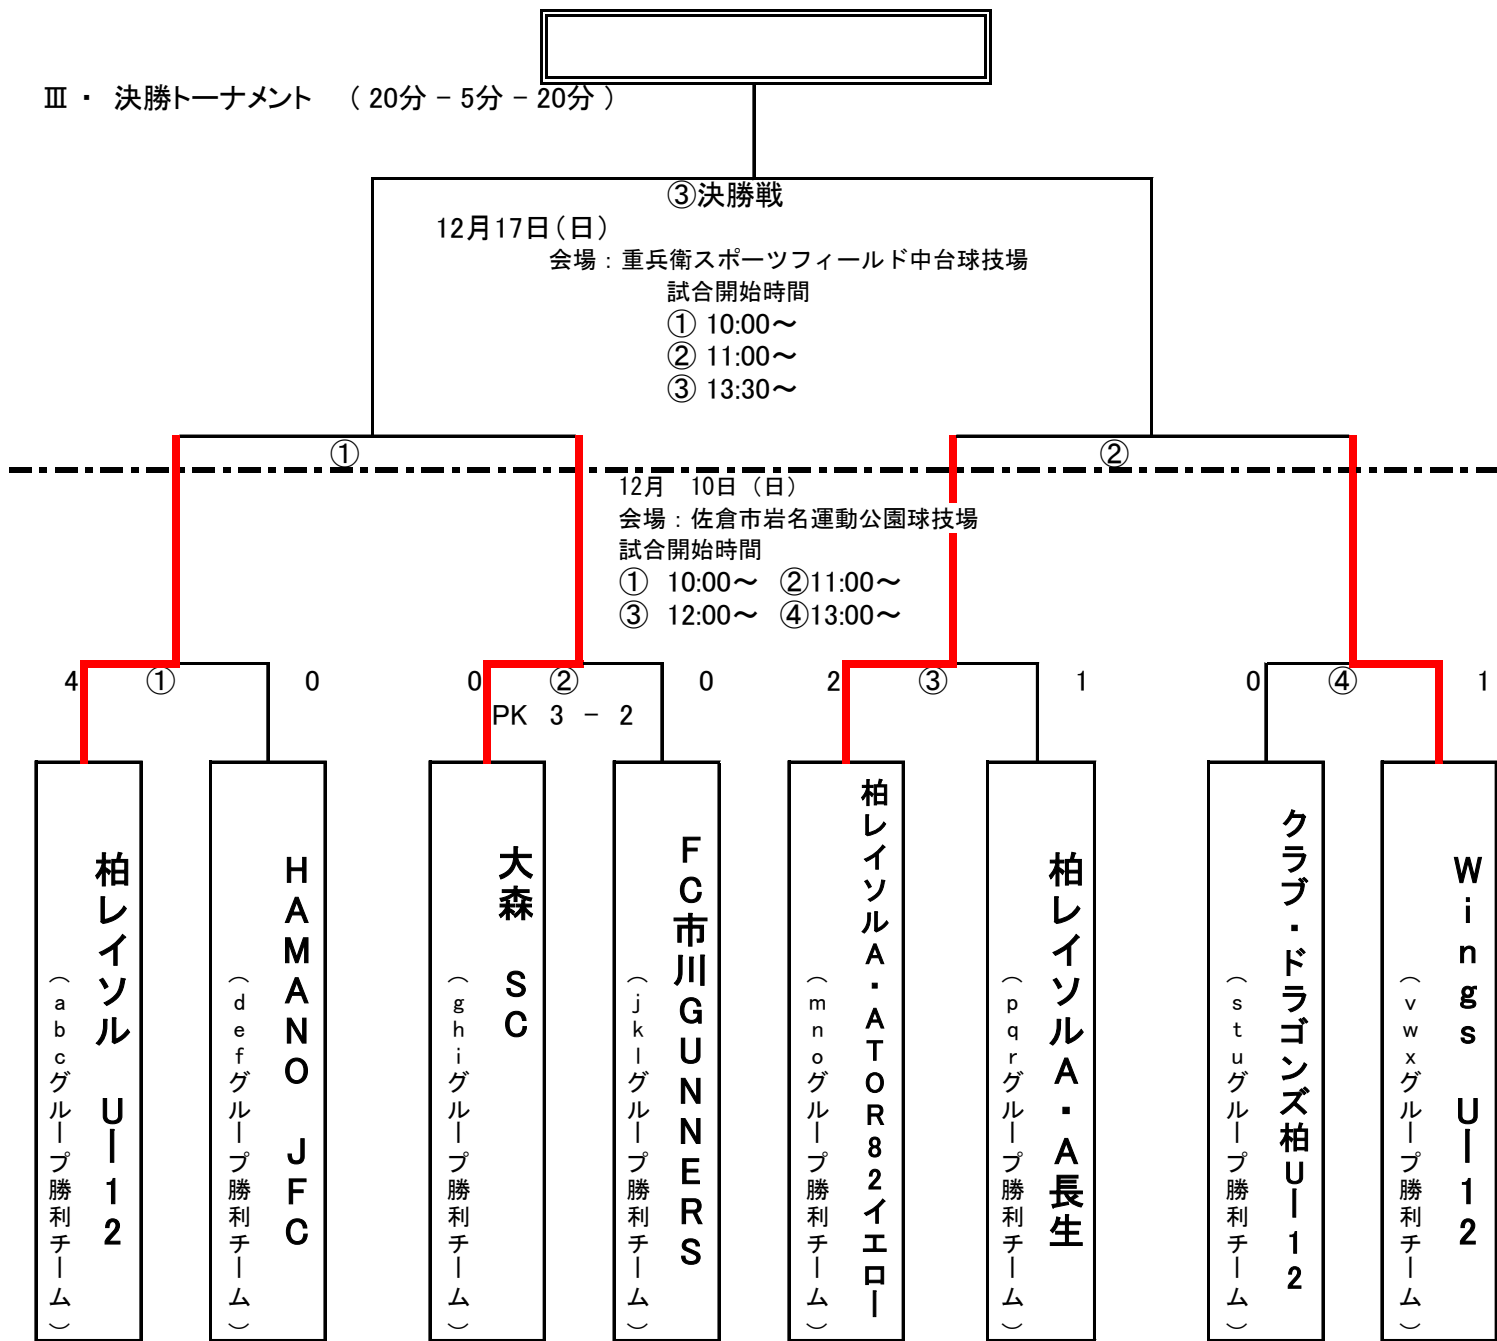 Ⅲ ・ 決勝トーナメント （ 20分 － 5分 － 20分 ）
③決勝戦
12月17日（日）
会場：重兵衛スポーツフィールド中台球技場
試合開始時間
① 10:00～
② 11:00～
③ 13:30～
① ②
12月 10日 （日）
会場：佐倉市岩名運動公園球技場
試合開始時間
① 10:00～ ②11:00～
③ 12:00～ ④13:00～
4 ① 0 0 ② 0 2 ③ 1 0 ④ 1
PK 3 － 2
柏レイソル U－12
（abcグループ勝利チーム）
HAMANO JFC
（defグループ勝利チーム）
大森 SC
（ghiグループ勝利チーム）
FC市川GUNNERS
（jklグループ勝利チーム）
柏レイソルA・ATOR82イエロー
（mnoグループ勝利チーム）
柏レイソルA・A長生
（pqrグループ勝利チーム）
クラブ・ドラゴンズ柏U－12
（stuグループ勝利チーム）
Wings U－12
（vwxグループ勝利チーム）